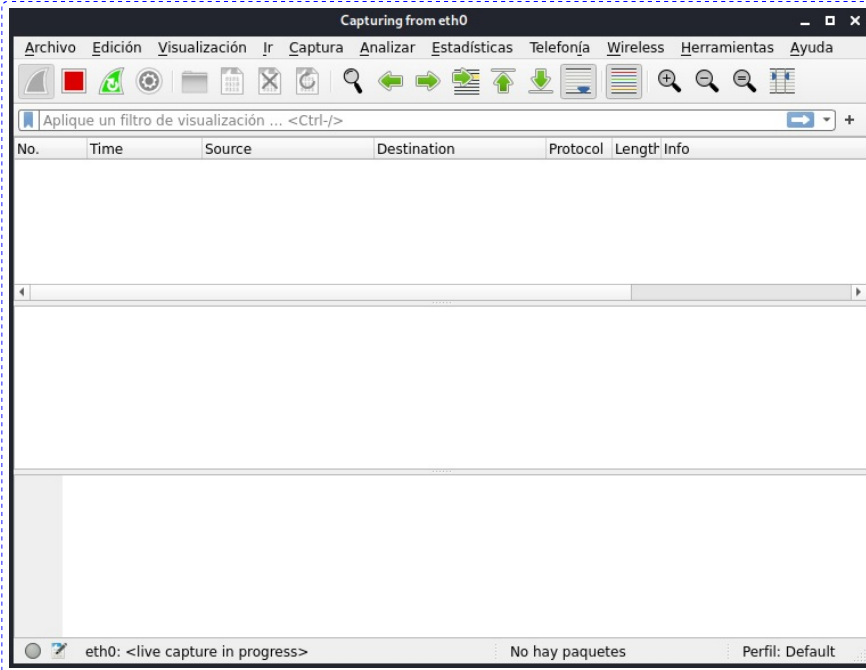 Capturing from eth0
Archivo Edición Visualización Ir Captura Analizar Estadísticas Telefonía Wireless Herramientas Ayuda
Aplique un filtro de visualización ... <Ctrl-/>
No. Time Source Destination Protocol Length Info
eth0: <live capture in progress> No hay paquetes Perfil: Default